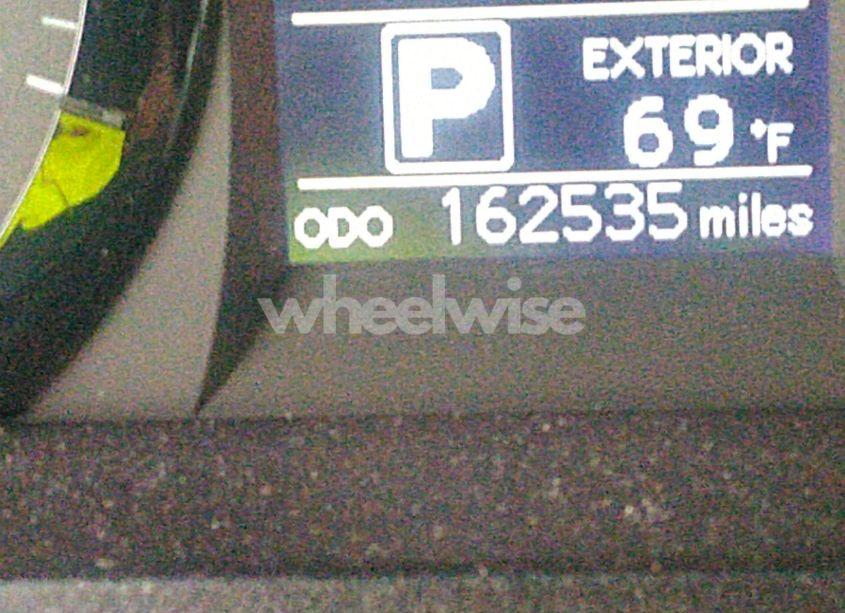 P
EXTERIOR
69 °F
ODO 162535 miles
wheelwise